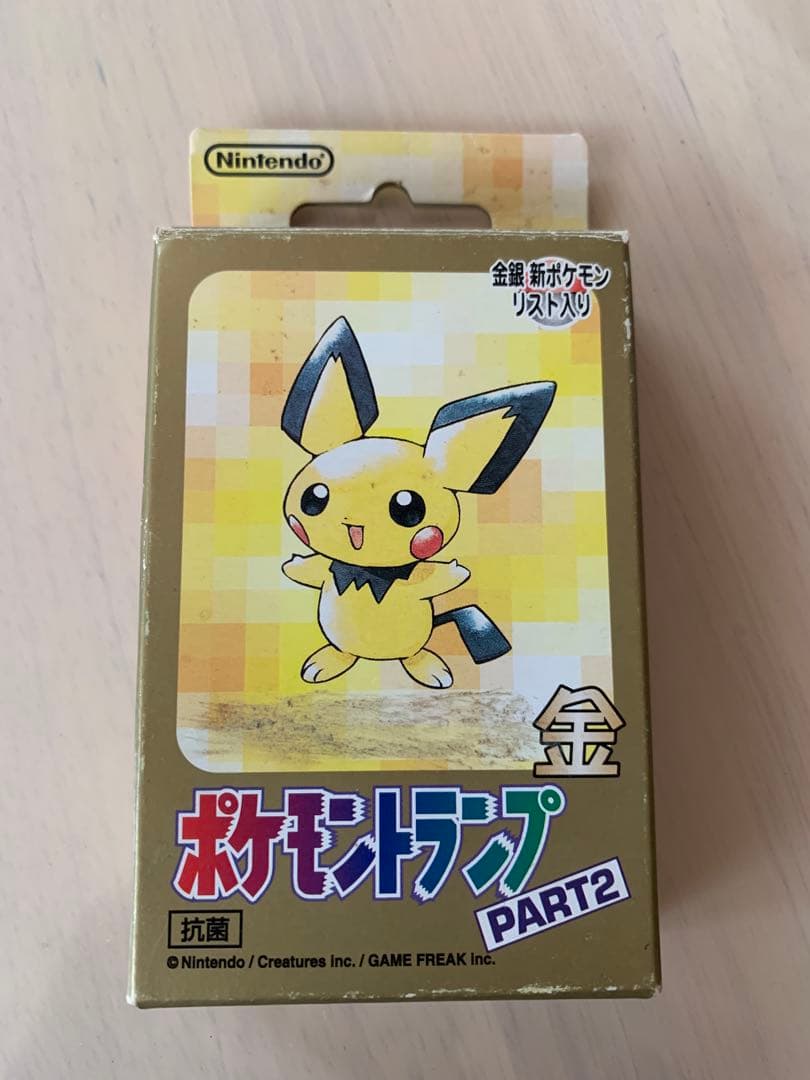 Nintendo®
金銀 新ポケモン
リスト入り
金
ポケモントランプ
PART2
抗菌
©Nintendo / Creatures inc. / GAME FREAK inc.